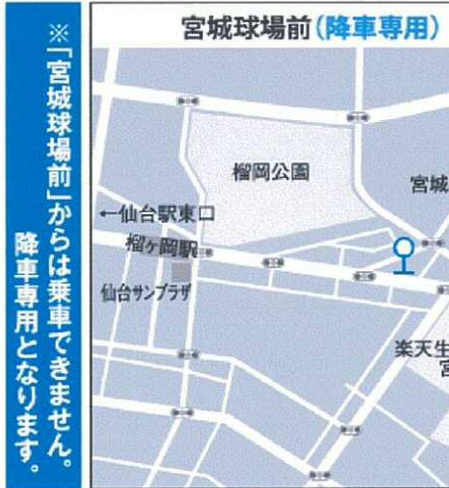 ※「宮城球場前」からは乗車できません。
降車専用となります。
宮城球場前(降車専用)
榴岡公園
宮城
←仙台駅東口
榴ヶ岡駅
仙台サンプラザ
楽天生
宮